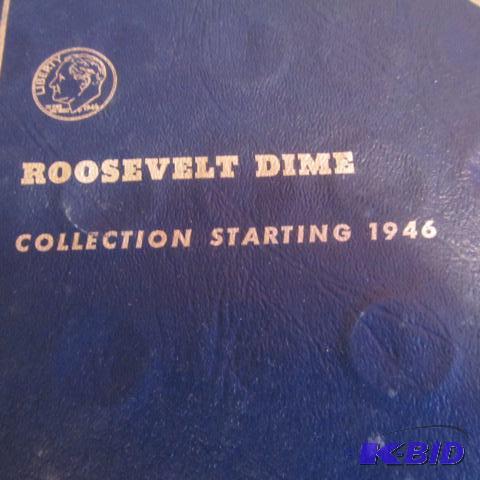 LIBERTY
ROOSEVELT DIME
COLLECTION STARTING 1946
K-BID